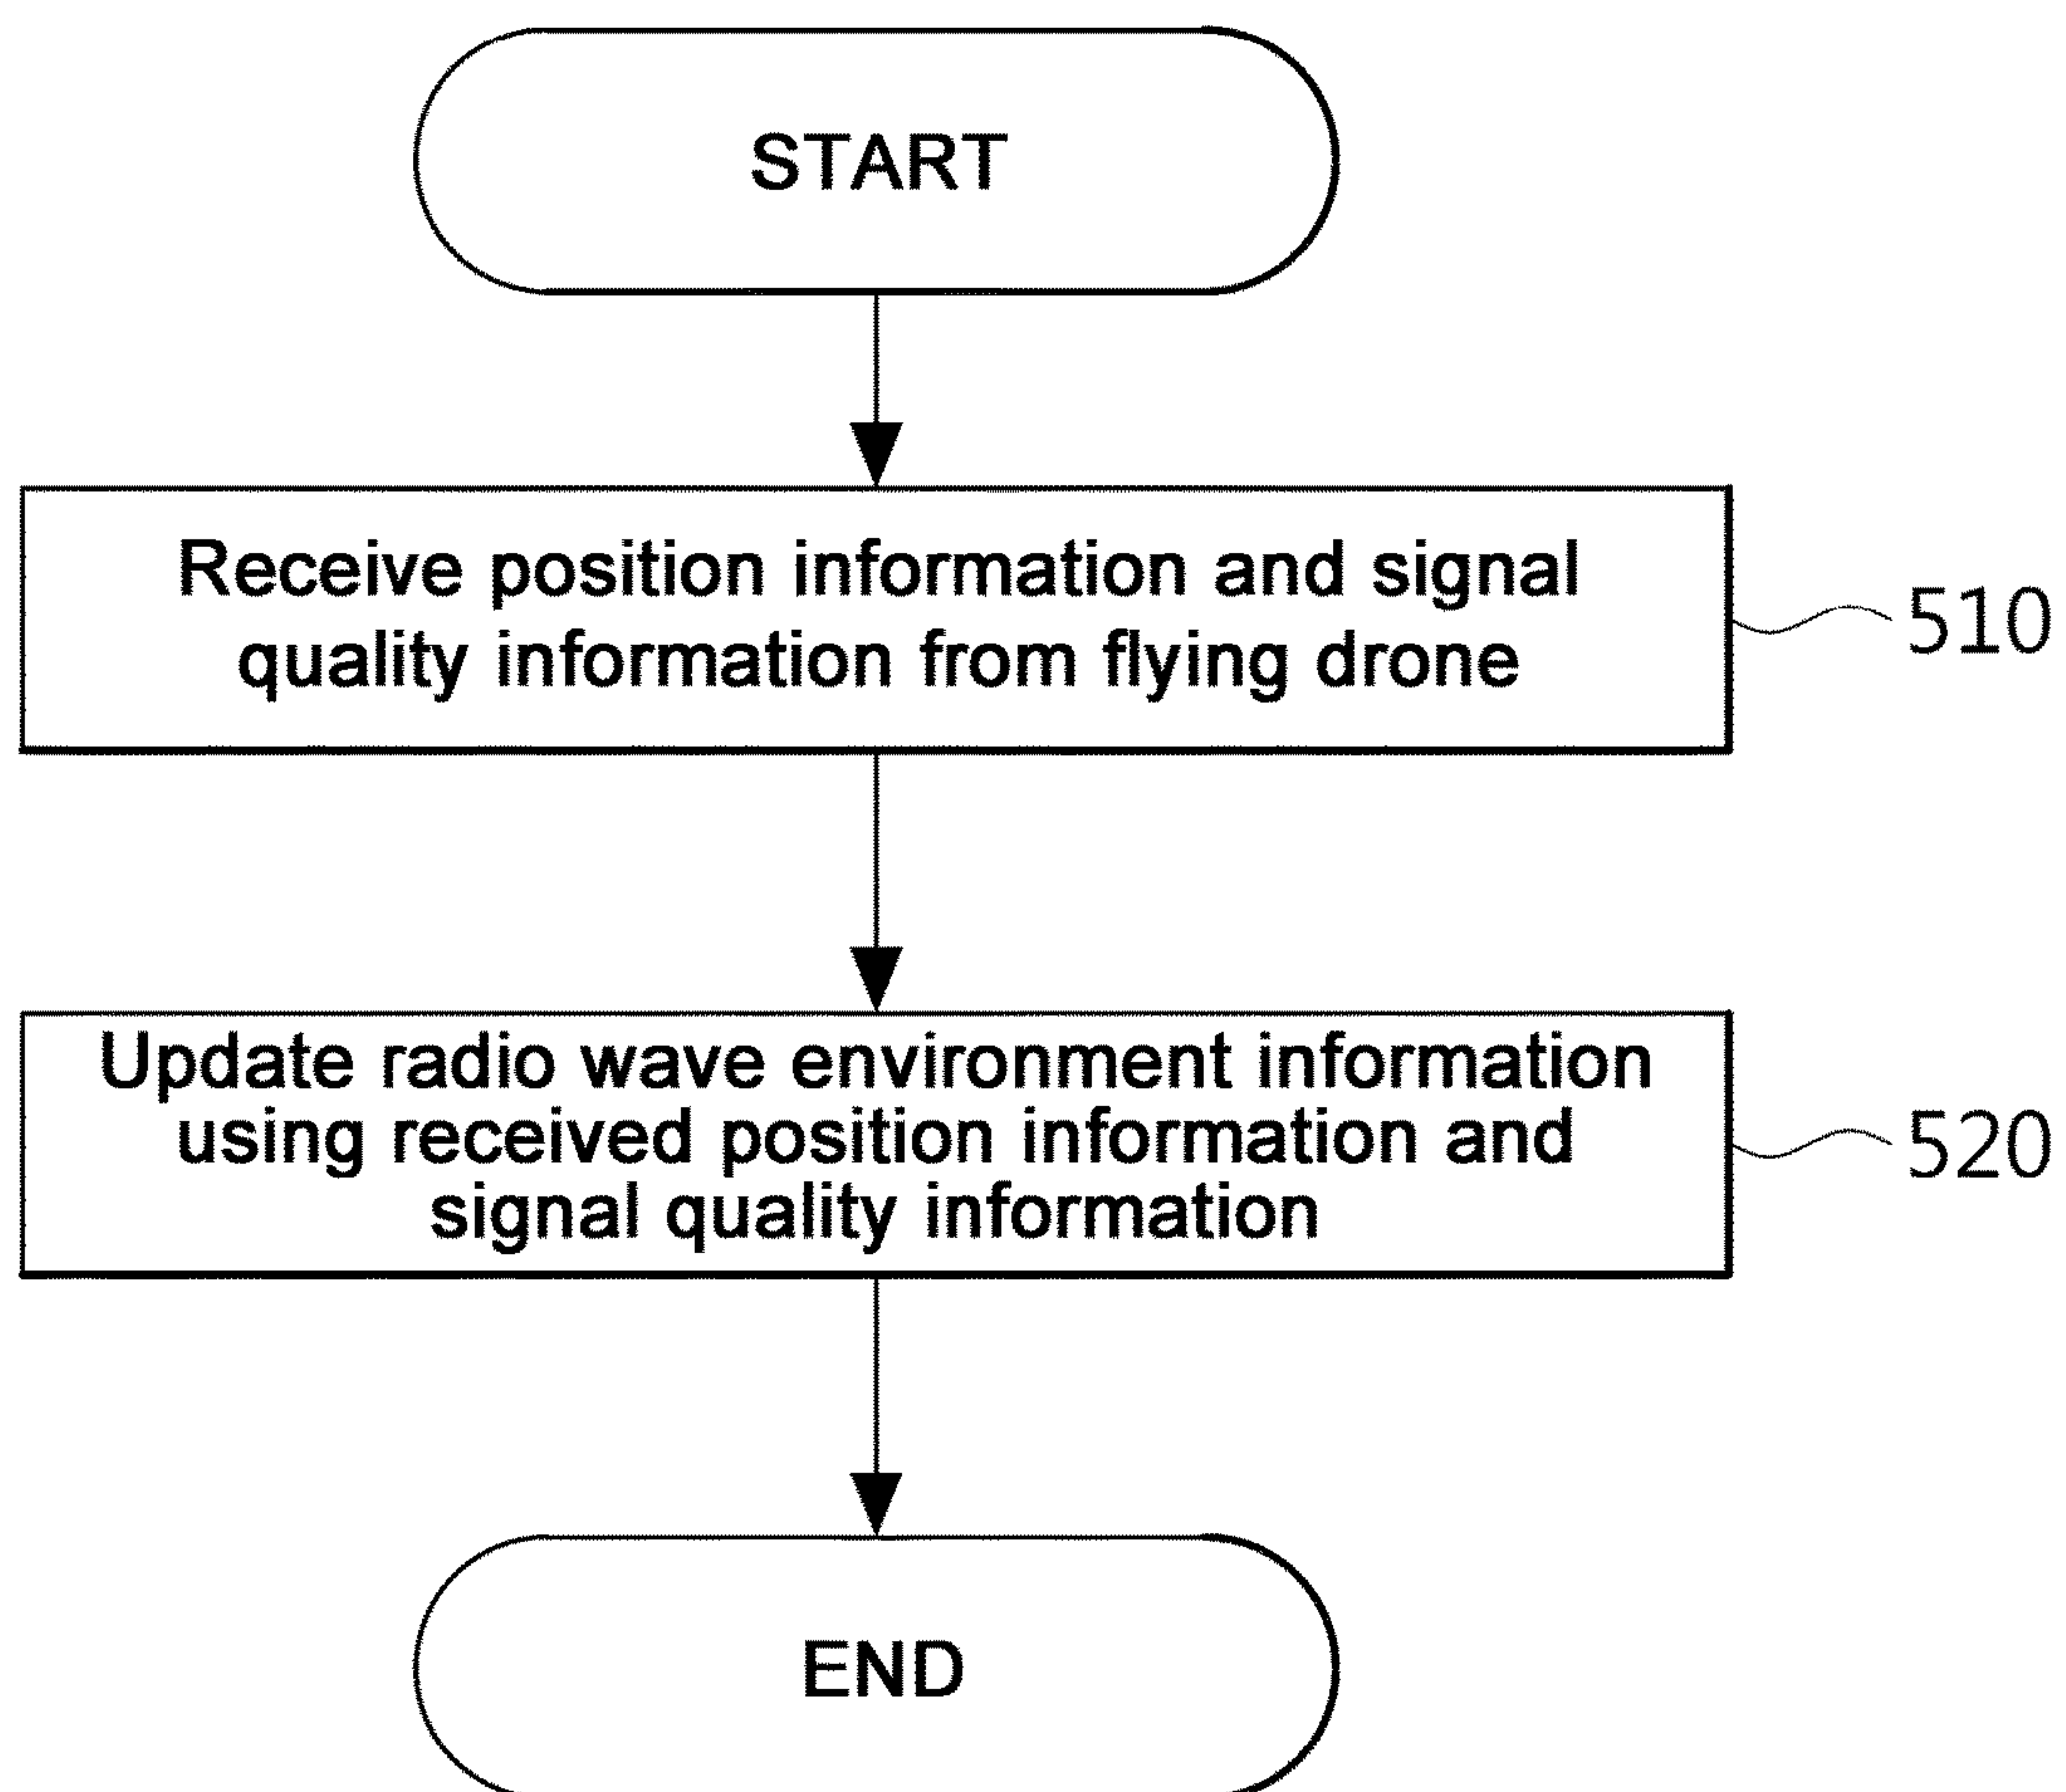 START
Receive position information and signal
quality information from flying drone
510
Update radio wave environment information
using received position information and
signal quality information
520
END